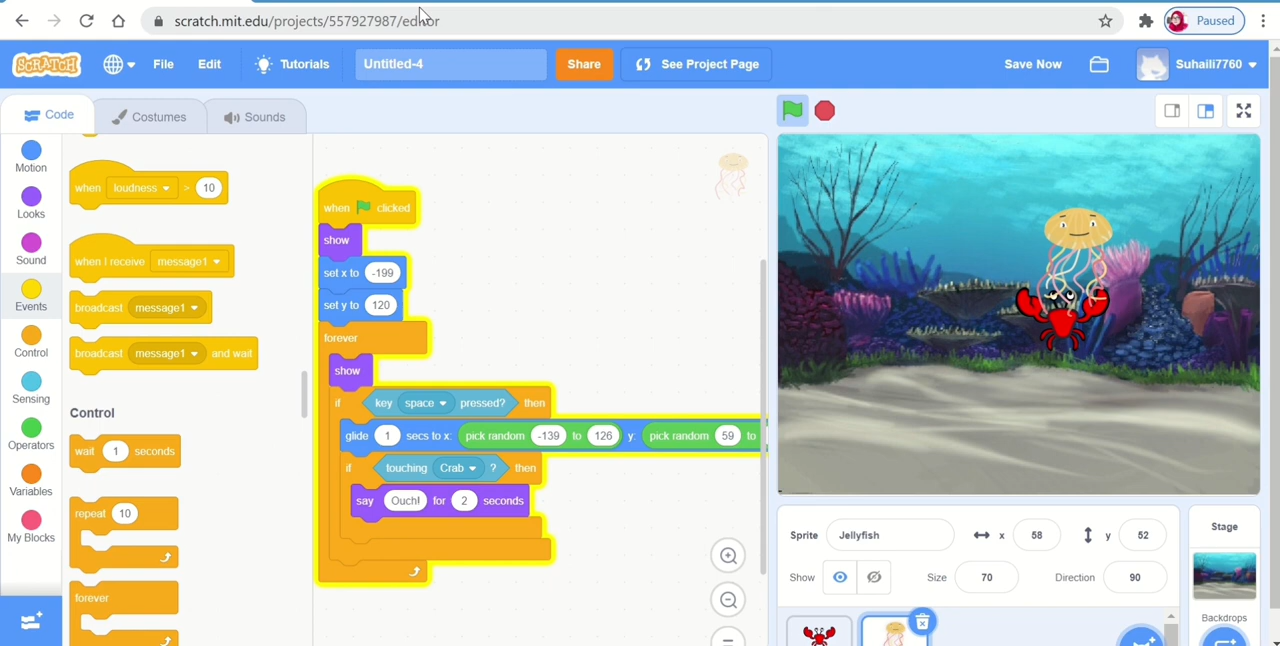 scratch.mit.edu/projects/557927987/editor
Paused
SCRATCH
File
Edit
Tutorials
Untitled-4
Share
See Project Page
Save Now
Suhaili7760
Code
Costumes
Sounds
Motion
Looks
Sound
Events
Control
Sensing
Operators
Variables
My Blocks
when loudness > 10
when I receive message1
broadcast message1
broadcast message1 and wait
Control
wait 1 seconds
repeat 10
forever
when clicked
show
set x to -199
set y to 120
forever
show
if key space pressed? then
glide 1 secs to x: pick random -139 to 126 y: pick random 59 to
if touching Crab ? then
say Ouch! for 2 seconds
Sprite Jellyfish x 58 y 52
Show Size 70 Direction 90
Stage
Backdrops